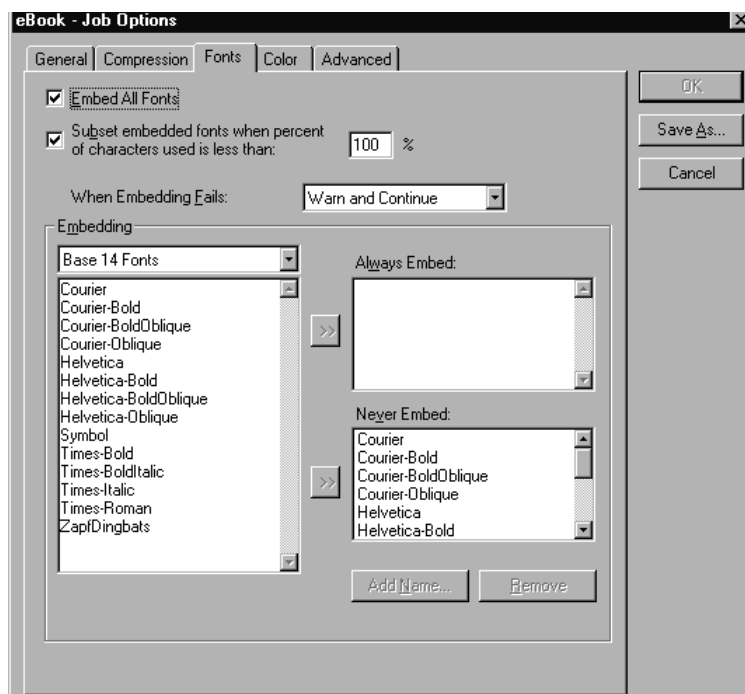 eBook - Job Options
General Compression Fonts Color Advanced
Embed All Fonts
Subset embedded fonts when percent
of characters used is less than: 100 %
When Embedding Fails: Warn and Continue
OK
Save As...
Cancel
Embedding
Base 14 Fonts
Courier
Courier-Bold
Courier-BoldOblique
Courier-Oblique
Helvetica
Helvetica-Bold
Helvetica-BoldOblique
Helvetica-Oblique
Symbol
Times-Bold
Times-BoldItalic
Times-Italic
Times-Roman
ZapfDingbats
>>
>>
Always Embed:
Never Embed:
Courier
Courier-Bold
Courier-BoldOblique
Courier-Oblique
Helvetica
Helvetica-Bold
Add Name... Remove